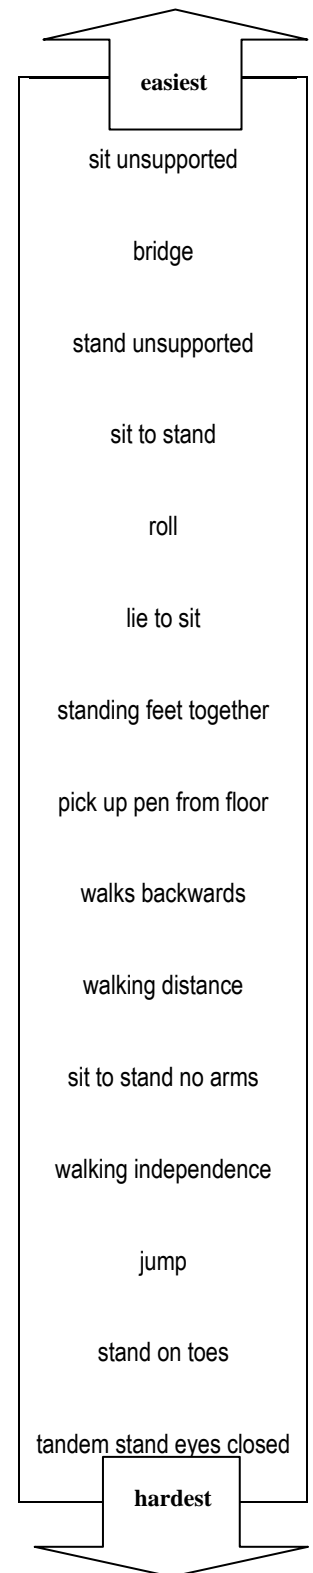 easiest
sit unsupported
bridge
stand unsupported
sit to stand
roll
lie to sit
standing feet together
pick up pen from floor
walks backwards
walking distance
sit to stand no arms
walking independence
jump
stand on toes
tandem stand eyes closed
hardest